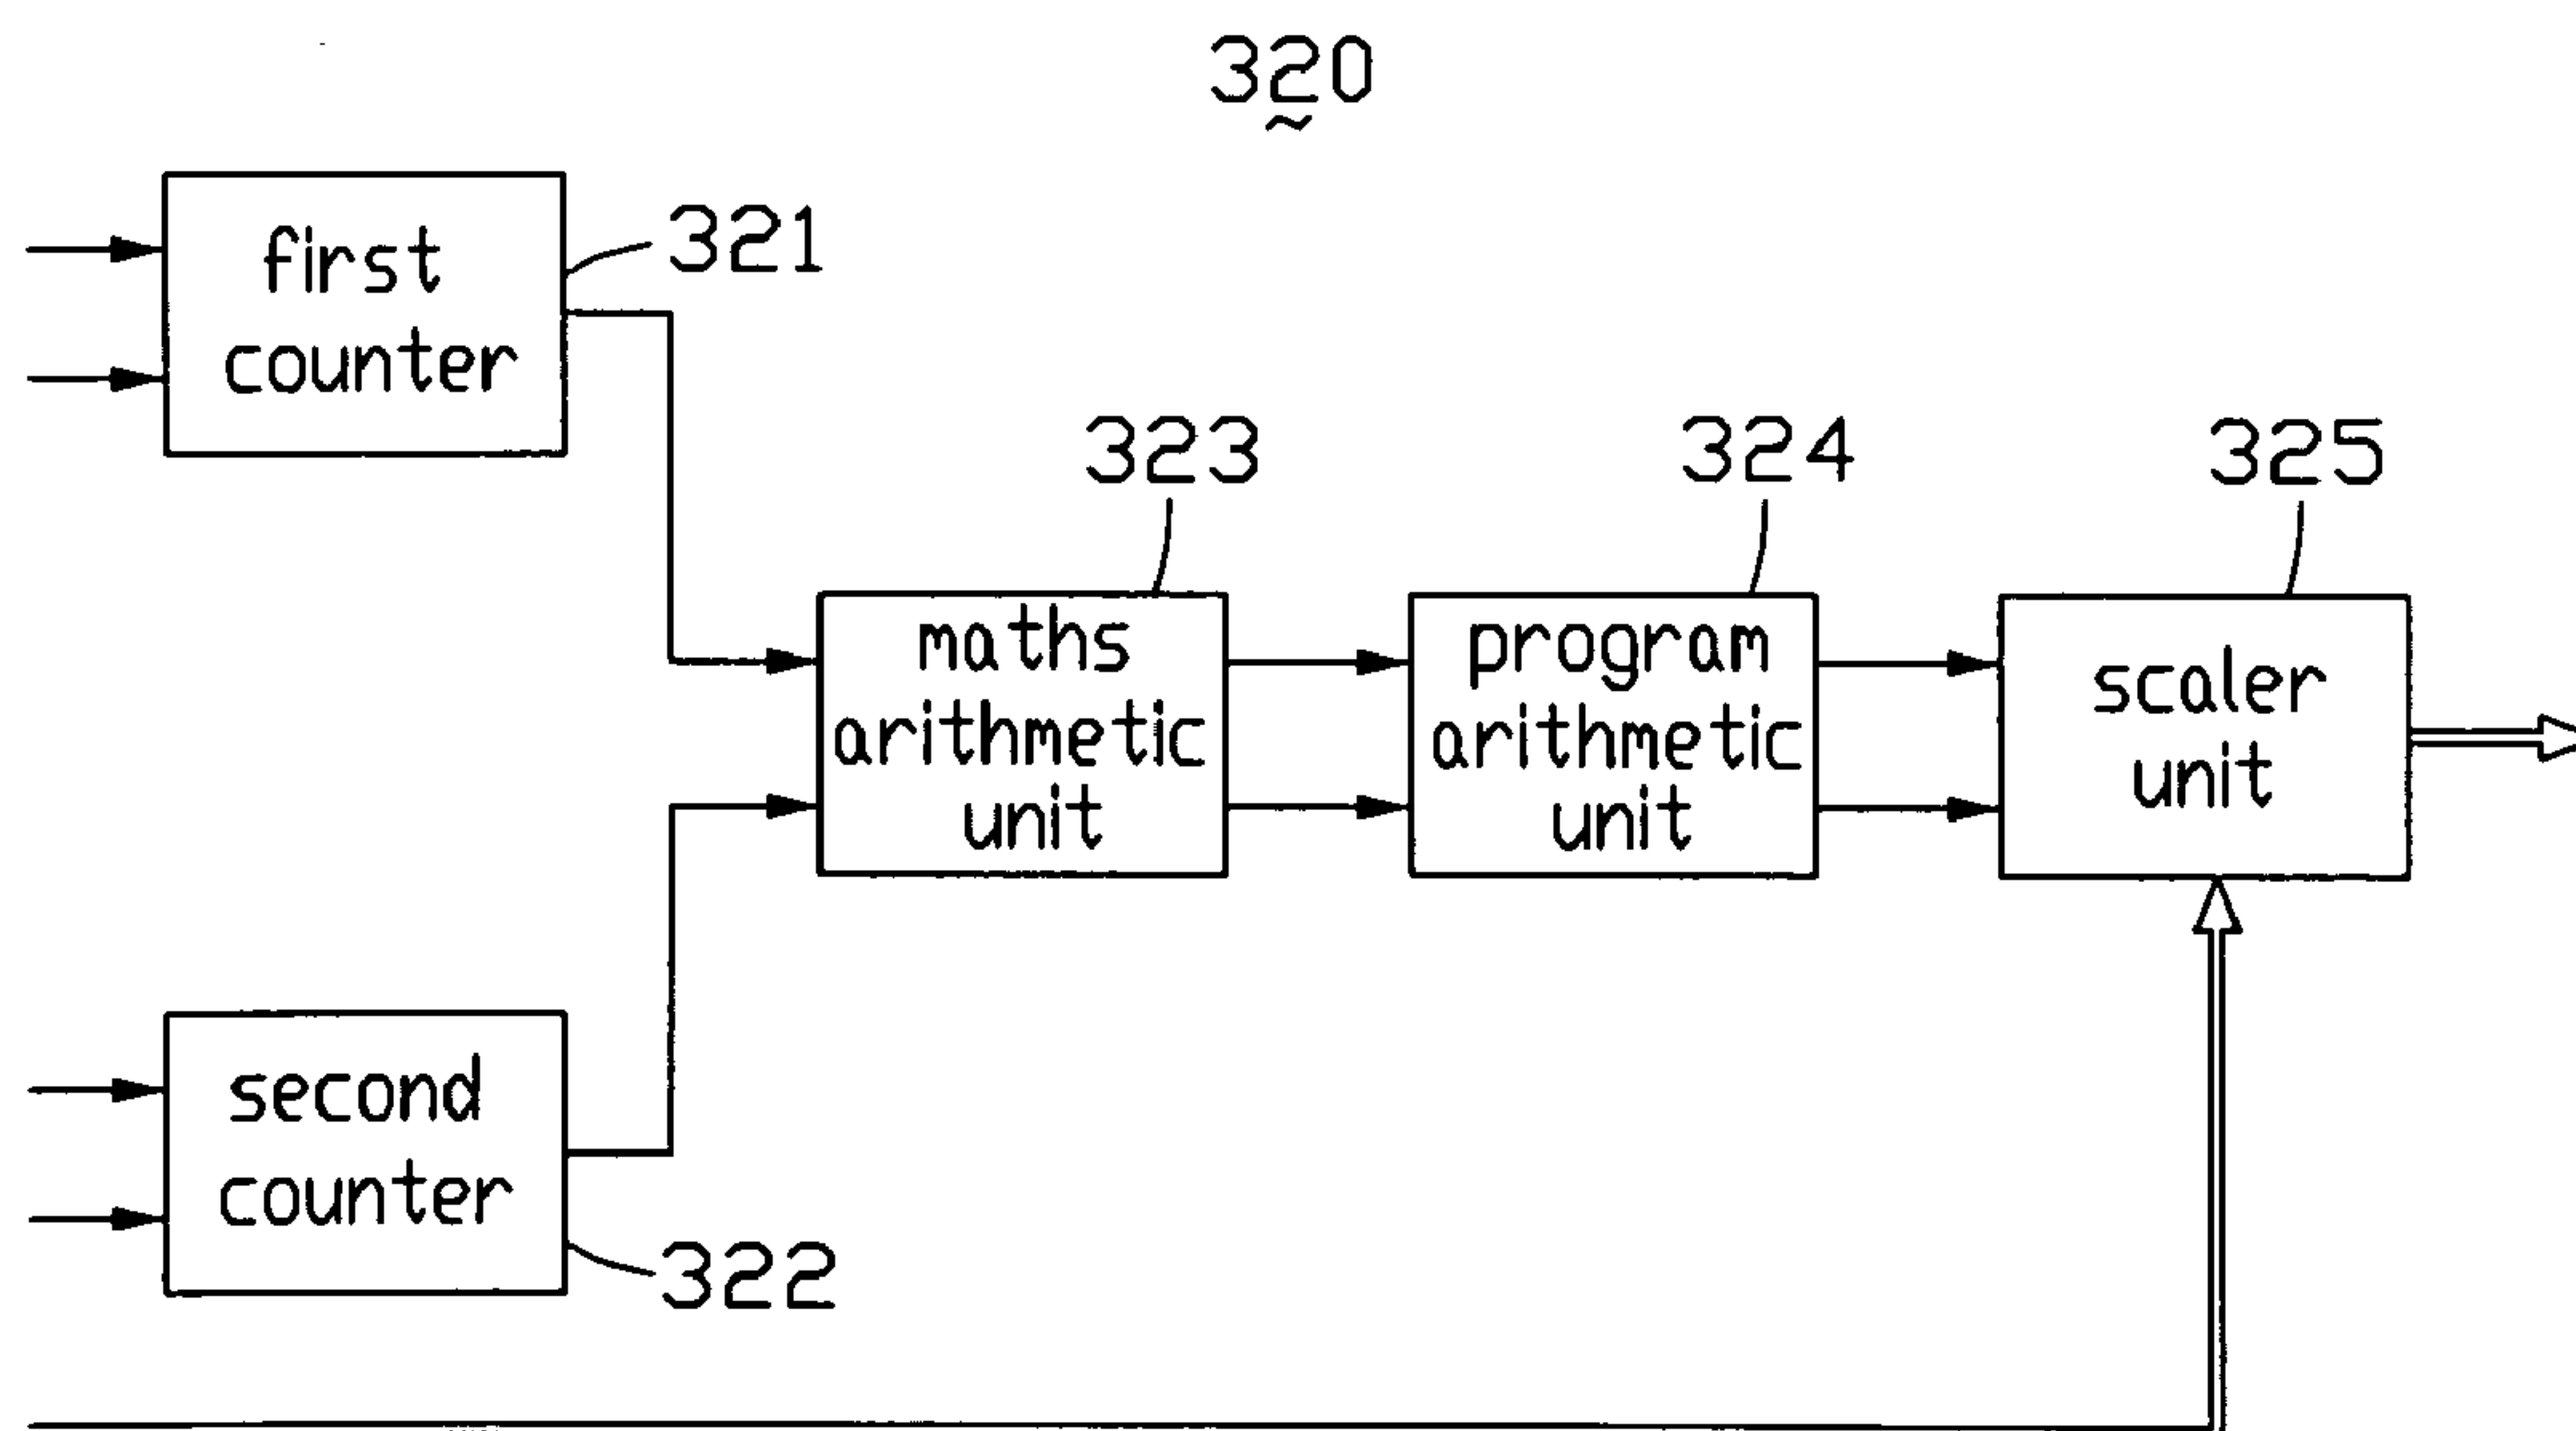 320
first
counter
321
323
324
325
maths
arithmetic
unit
program
arithmetic
unit
scaler
unit
second
counter
322